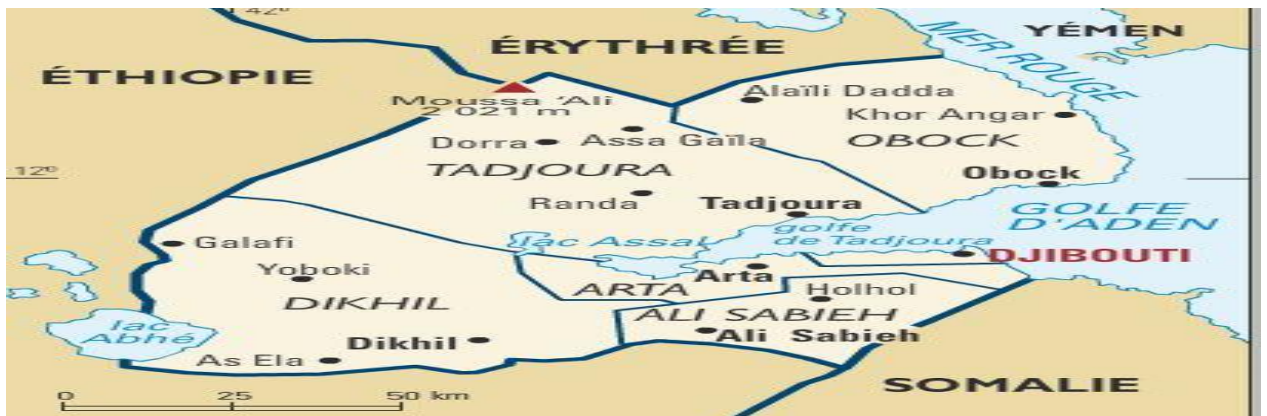 42°
YÉMEN
ÉRYTHRÉE
MER ROUGE
ÉTHIOPIE
Alaïli Dadda
Moussa 'Ali
2 021 m
Khor Angar
Dorra
Assa Gaïla
OBOCK
TADJOURA
12º
Obock
Randa
Tadjoura
GOLFE
D'ADEN
golfe
de Tadjoura
lac Assal
Galafi
DJIBOUTI
Yoboki
Arta
ARTA
Holhol
DIKHIL
ALI SABIEH
lac
Abhé
Dikhil
Ali Sabieh
As Ela
SOMALIE
0 25 50 km